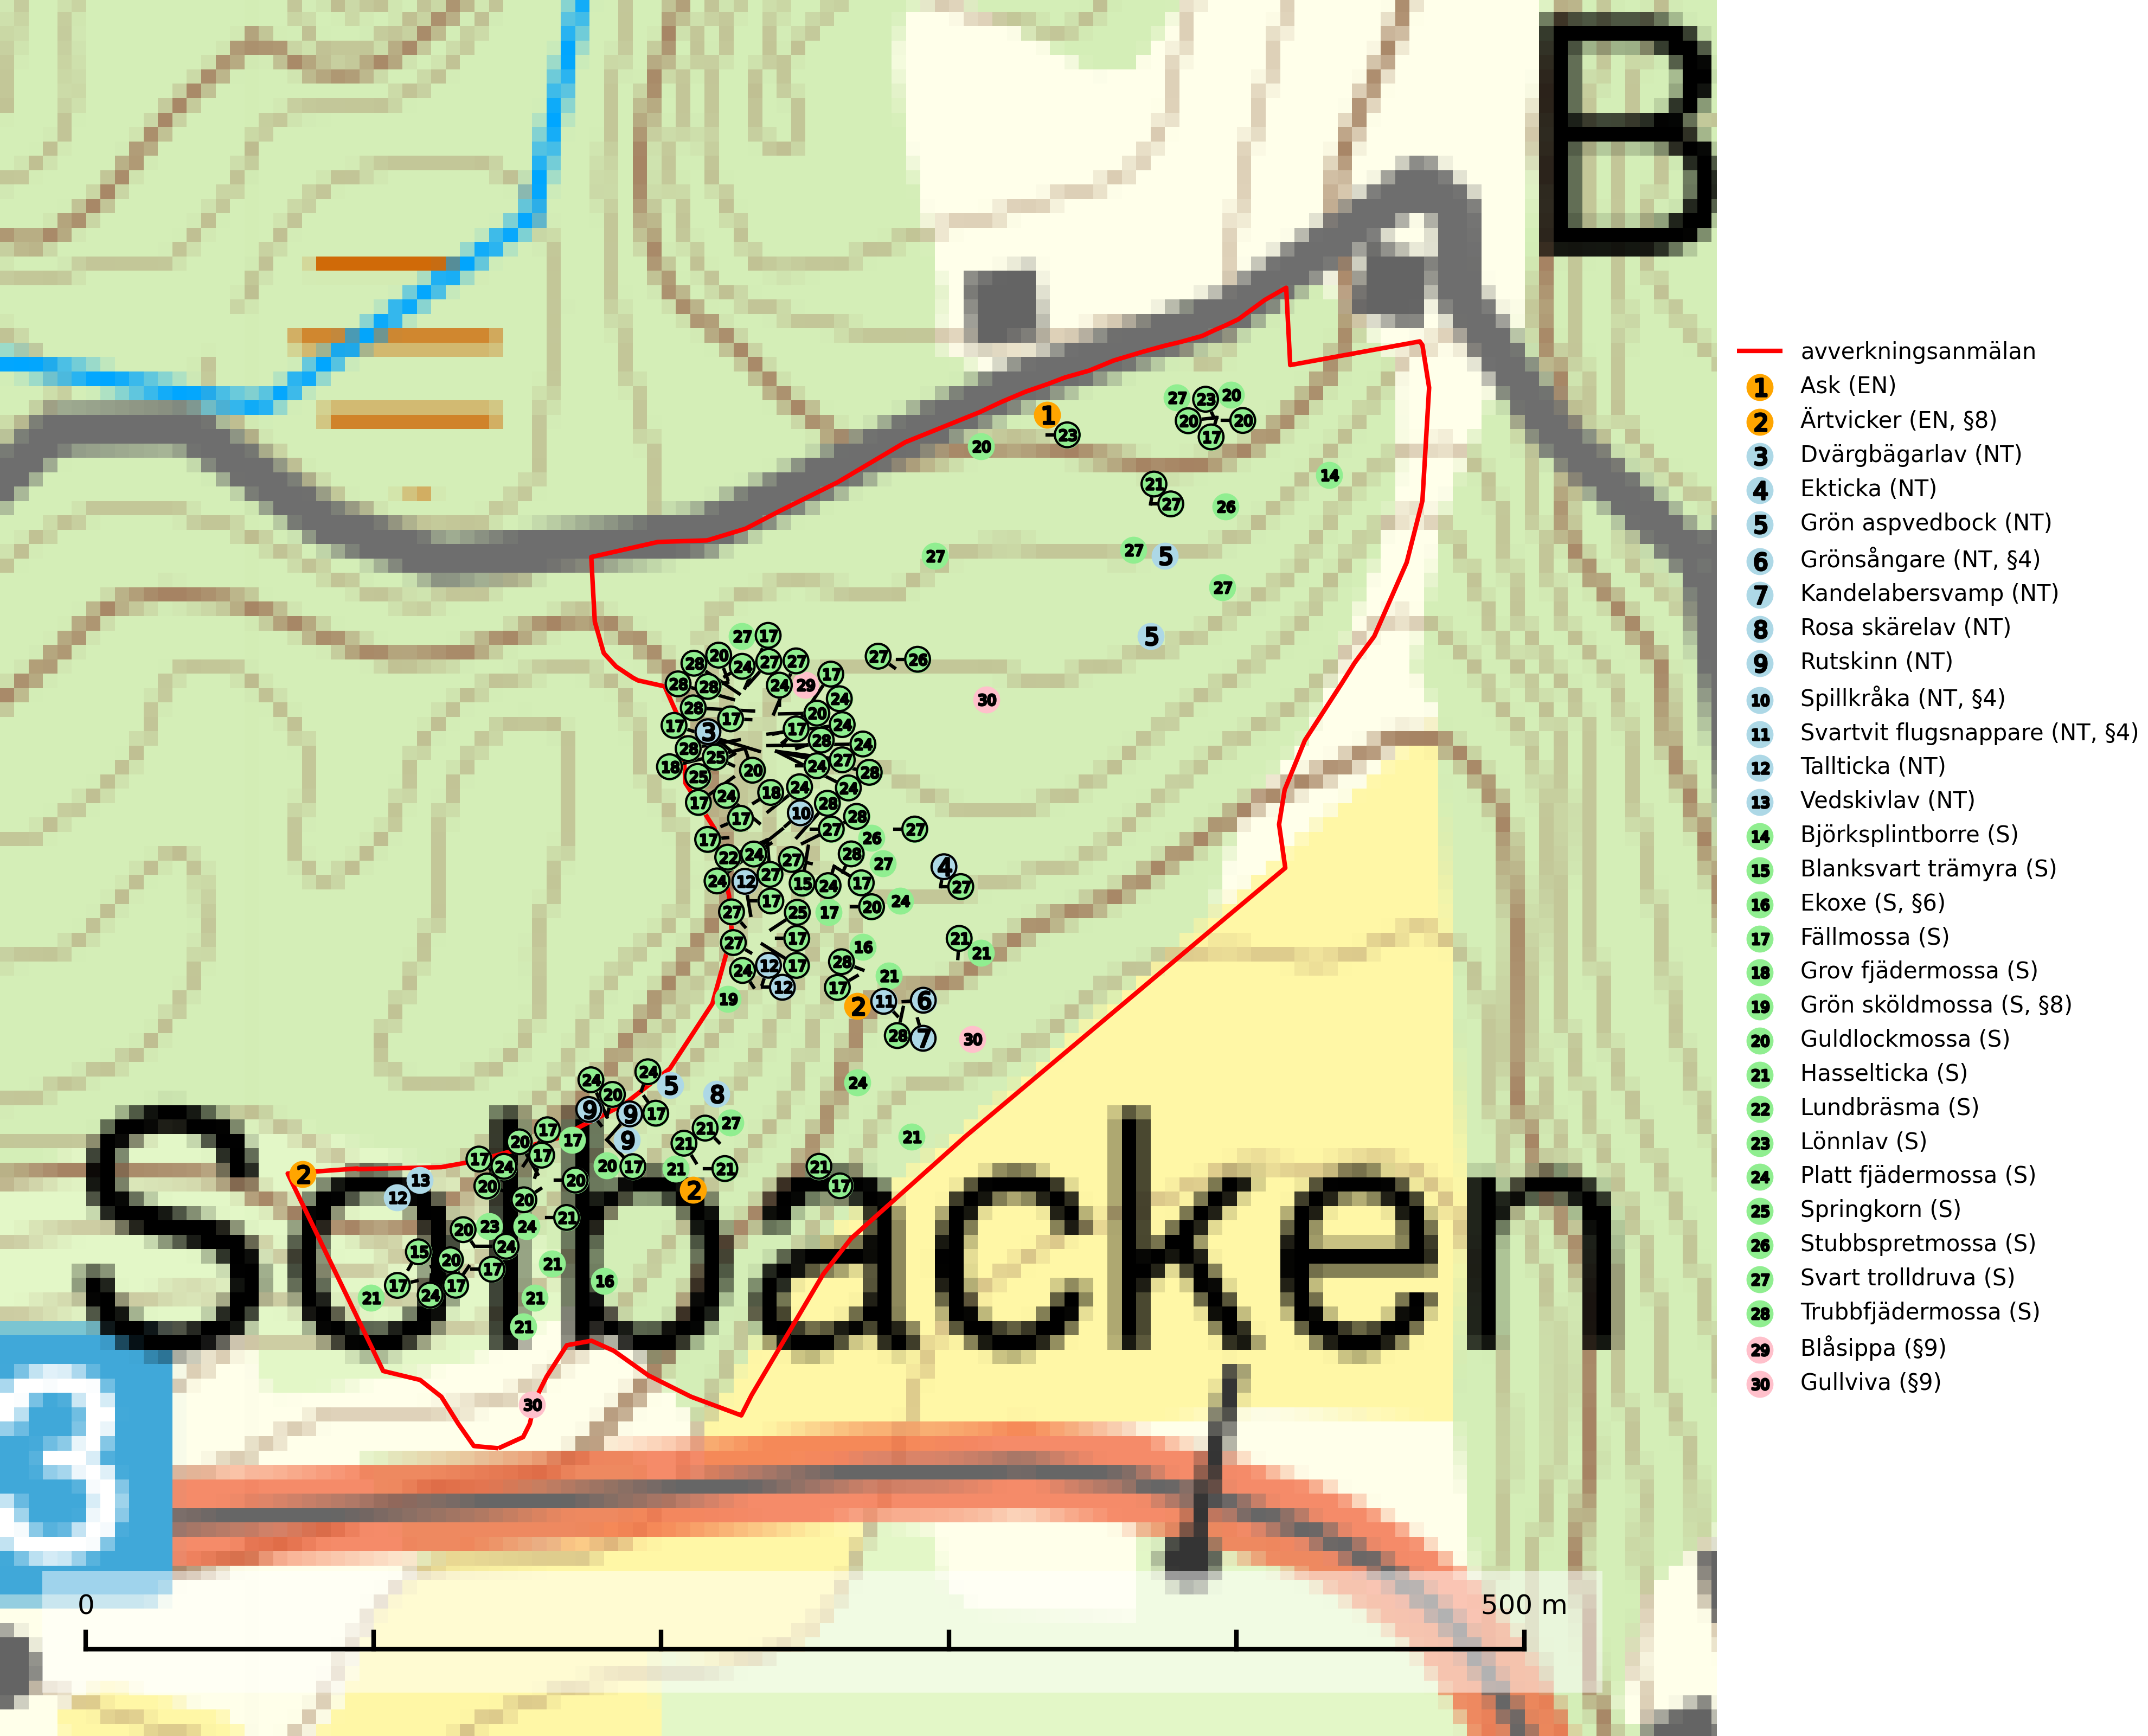 B
Solbacken
3
0 500 m
avverkningsanmälan
1 Ask (EN)
2 Ärtvicker (EN, §8)
3 Dvärgbägarlav (NT)
4 Ekticka (NT)
5 Grön aspvedbock (NT)
6 Grönsångare (NT, §4)
7 Kandelabersvamp (NT)
8 Rosa skärelav (NT)
9 Rutskinn (NT)
10 Spillkråka (NT, §4)
11 Svartvit flugsnappare (NT, §4)
12 Tallticka (NT)
13 Vedskivlav (NT)
14 Björksplintborre (S)
15 Blanksvart trämyra (S)
16 Ekoxe (S, §6)
17 Fällmossa (S)
18 Grov fjädermossa (S)
19 Grön sköldmossa (S, §8)
20 Guldlockmossa (S)
21 Hasselticka (S)
22 Lundbräsma (S)
23 Lönnlav (S)
24 Platt fjädermossa (S)
25 Springkorn (S)
26 Stubbspretmossa (S)
27 Svart trolldruva (S)
28 Trubbfjädermossa (S)
29 Blåsippa (§9)
30 Gullviva (§9)